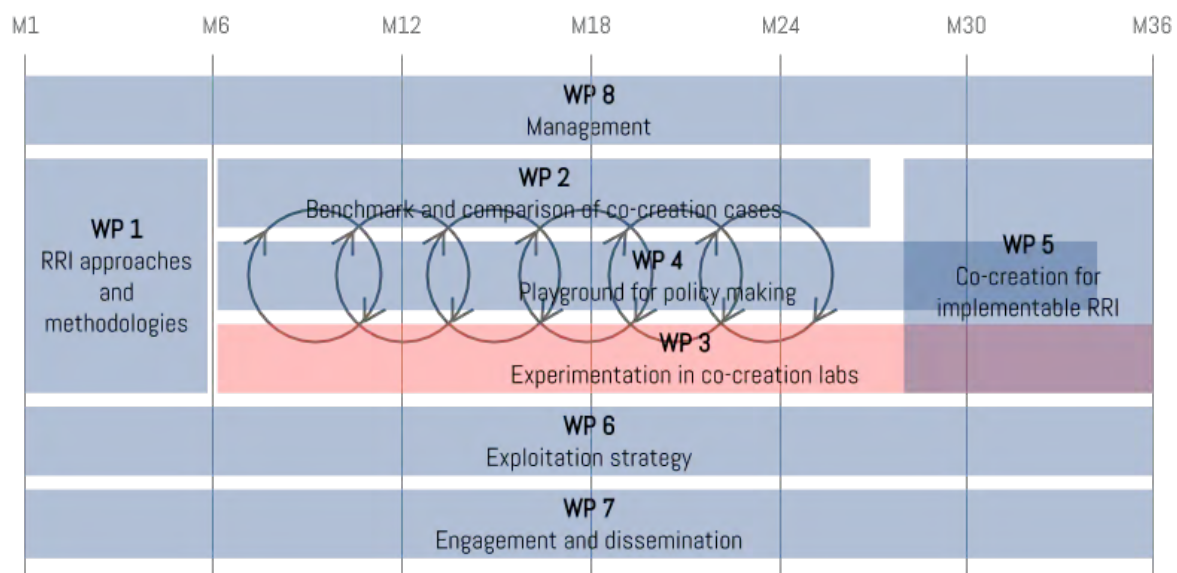 M1 M6 M12 M18 M24 M30 M36
WP 8
Management
WP 2
Benchmark and comparison of co-creation cases
WP 1
RRI approaches
and
methodologies
WP 4
Playground for policy making
WP 5
Co-creation for
implementable RRI
WP 3
Experimentation in co-creation labs
WP 6
Exploitation strategy
WP 7
Engagement and dissemination